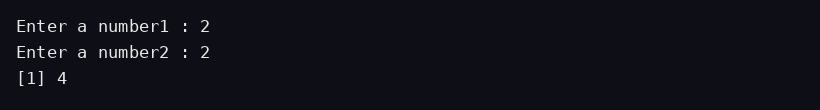 Enter a number1 : 2
Enter a number2 : 2
[1] 4